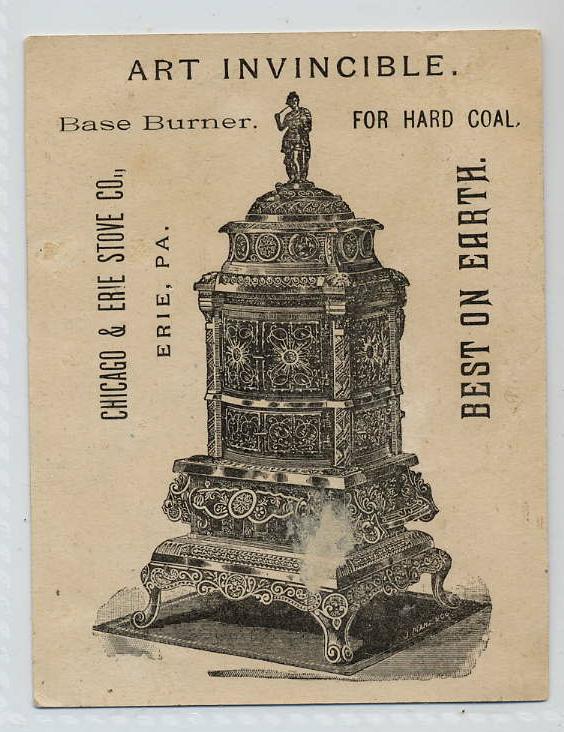 ART INVINCIBLE.
Base Burner.
FOR HARD COAL,
CHICAGO & ERIE STOVE CO.,
ERIE, PA.
BEST ON EARTH.